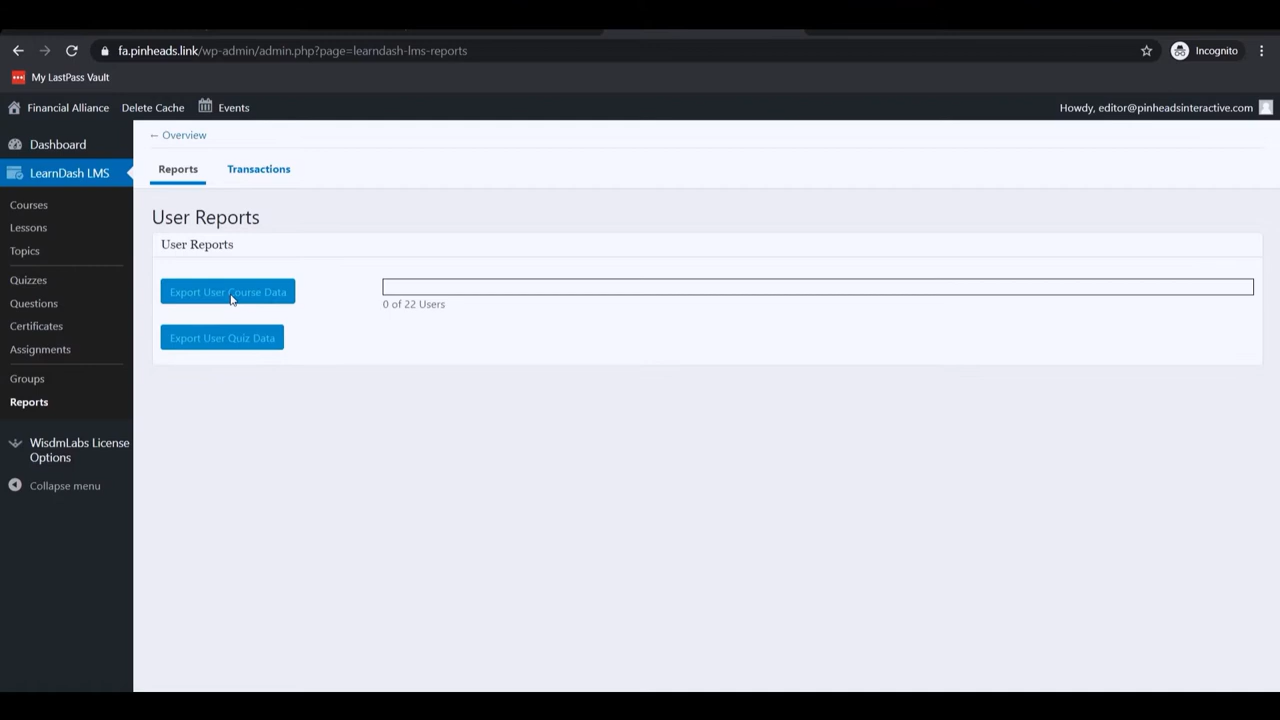 fa.pinheads.link/wp-admin/admin.php?page=learndash-lms-reports
Incognito
My LastPass Vault
Financial Alliance Delete Cache Events
Howdy, editor@pinheadsinteractive.com
Dashboard
LearnDash LMS
Courses
Lessons
Topics
Quizzes
Questions
Certificates
Assignments
Groups
Reports
WisdmLabs License
Options
Collapse menu
← Overview
Reports Transactions
User Reports
User Reports
Export User Course Data
0 of 22 Users
Export User Quiz Data